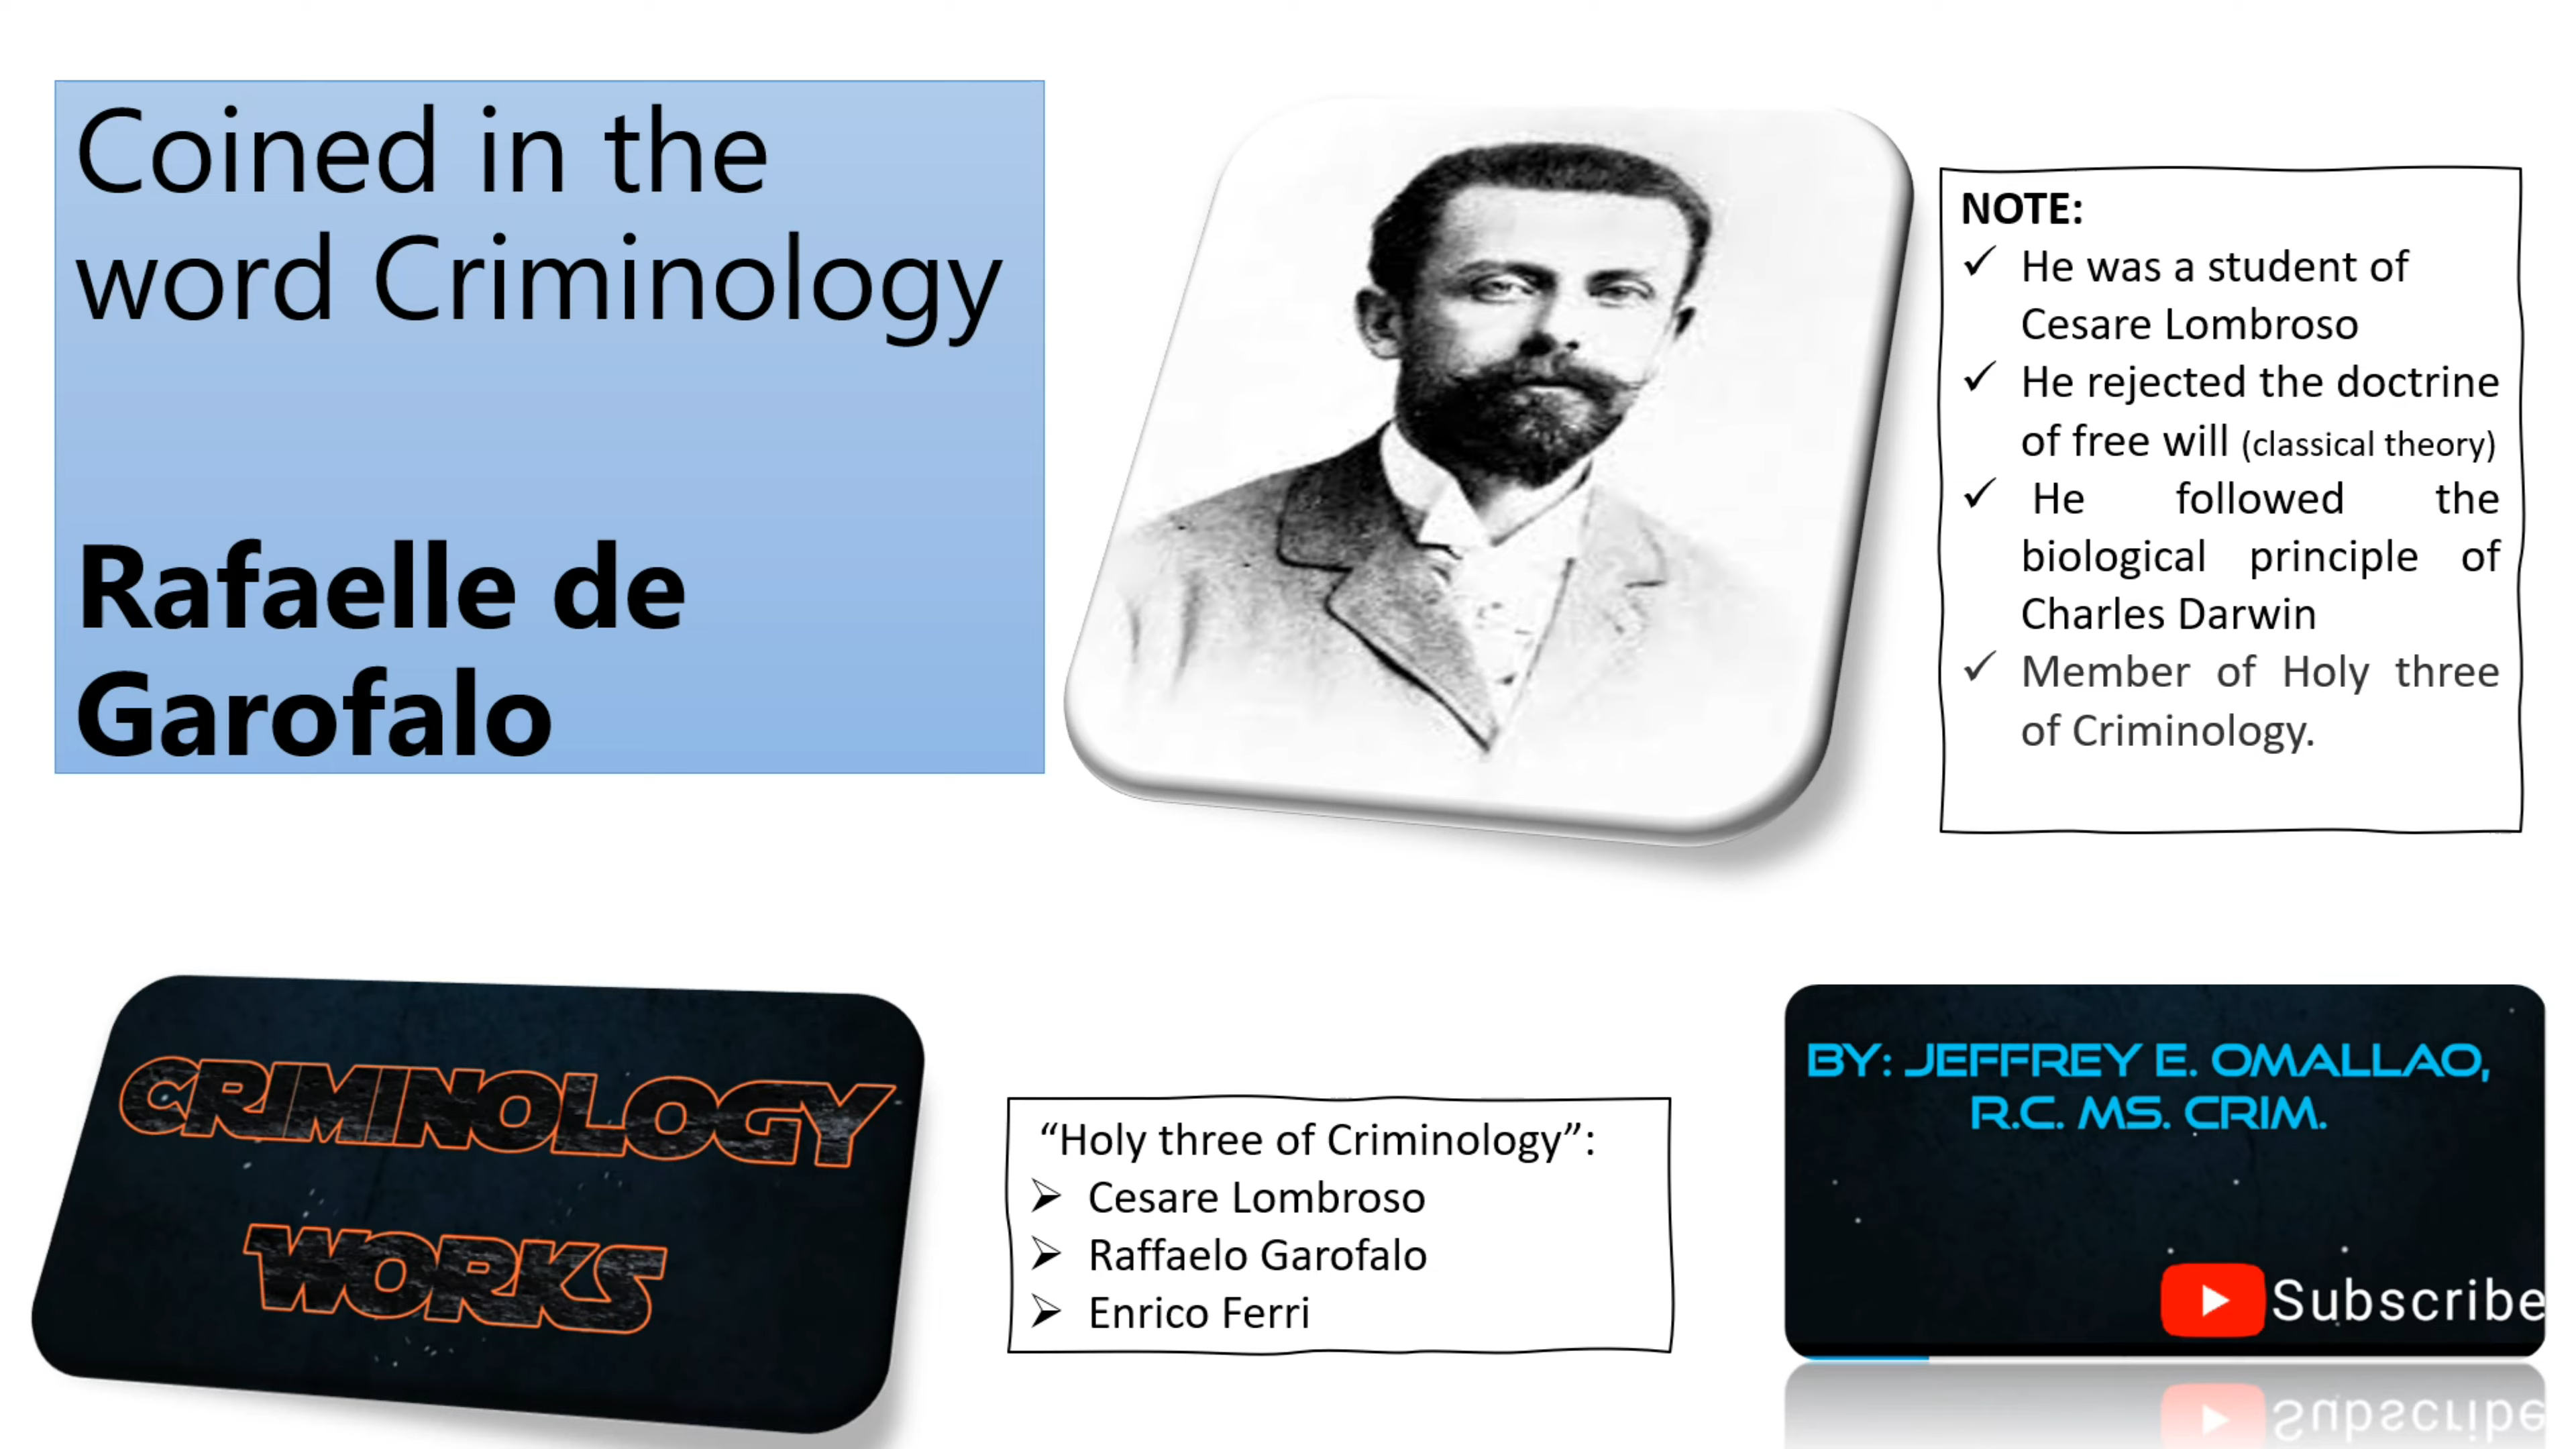 Coined in the
word Criminology
Rafaelle de
Garofalo
NOTE:
✓ He was a student of
Cesare Lombroso
✓ He rejected the doctrine
of free will (classical theory)
✓ He followed the
biological principle of
Charles Darwin
✓ Member of Holy three
of Criminology.
CRIMINOLOGY
WORKS
“Holy three of Criminology”:
➢ Cesare Lombroso
➢ Raffaelo Garofalo
➢ Enrico Ferri
BY: JEFFREY E. OMALLAO,
R.C. MS. CRIM.
Subscribe
Subscribe